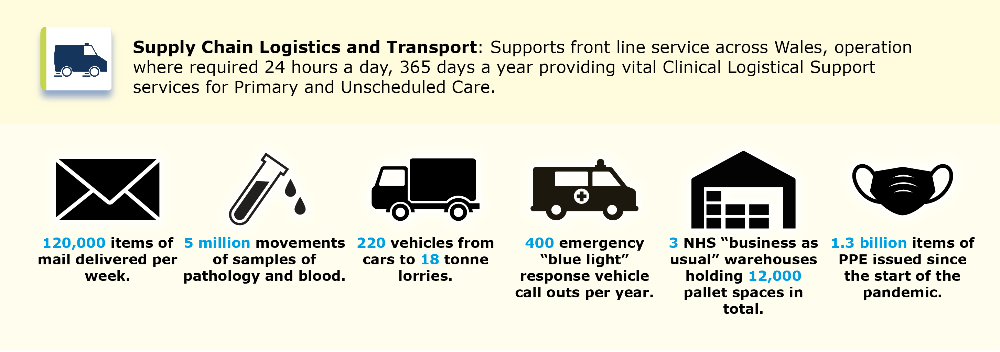 Supply Chain Logistics and Transport: Supports front line service across Wales, operation
where required 24 hours a day, 365 days a year providing vital Clinical Logistical Support
services for Primary and Unscheduled Care.
120,000 items of
mail delivered per
week.
5 million movements
of samples of
pathology and blood.
220 vehicles from
cars to 18 tonne
lorries.
400 emergency
“blue light”
response vehicle
call outs per year.
3 NHS “business as
usual” warehouses
holding 12,000
pallet spaces in
total.
1.3 billion items of
PPE issued since
the start of the
pandemic.